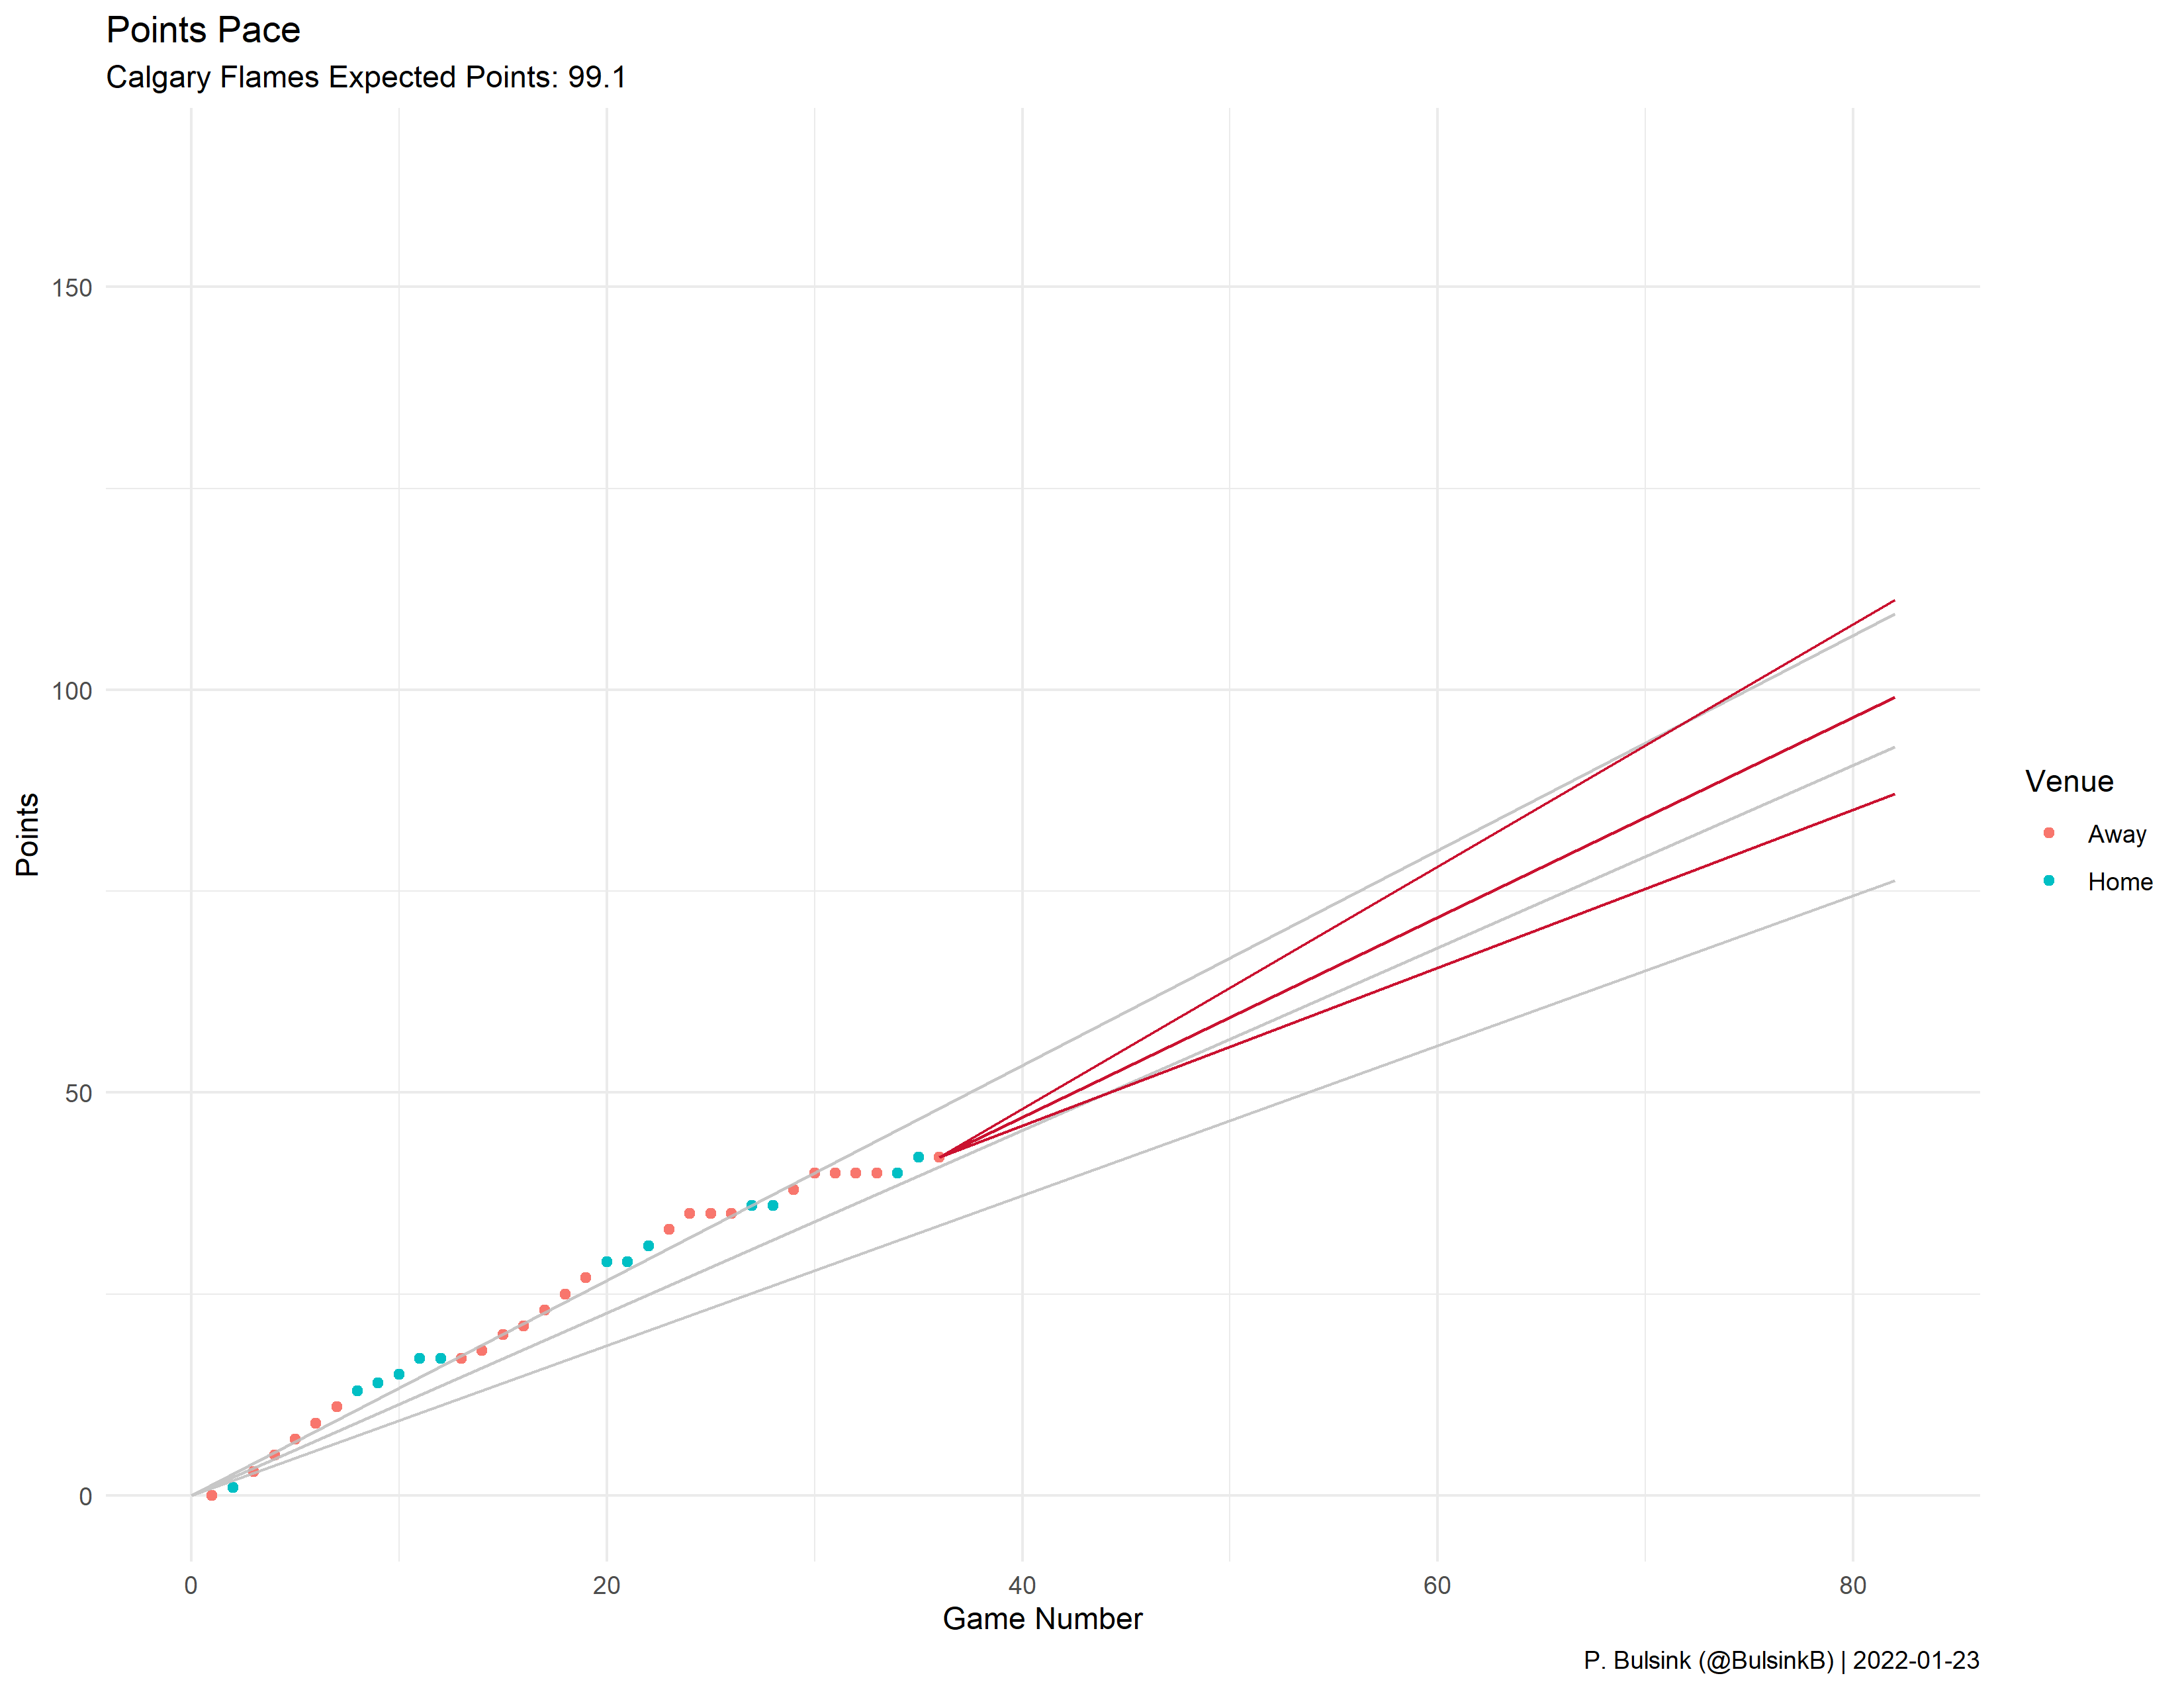 Points Pace
Calgary Flames Expected Points: 99.1
150
100
50
0
Points
0 20 40 60 80
Game Number
Venue
Away
Home
P. Bulsink (@BulsinkB) | 2022-01-23